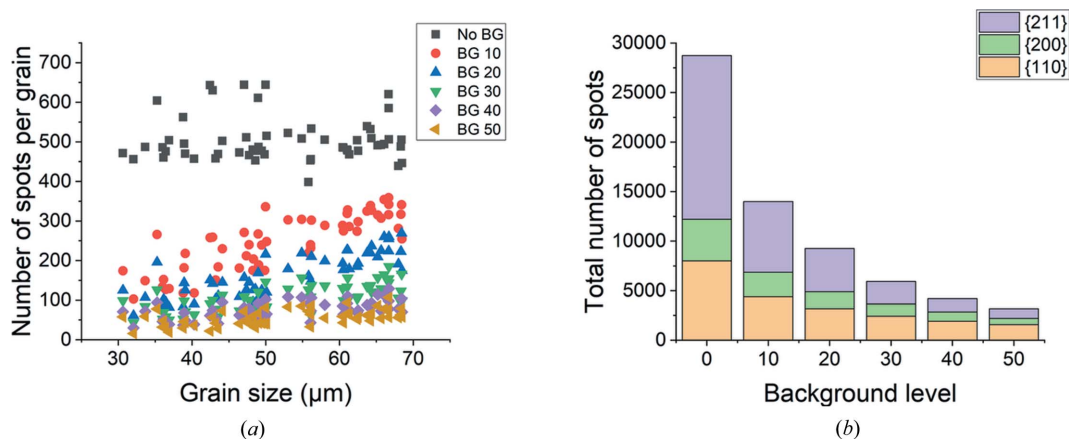 No BG
BG 10
BG 20
BG 30
BG 40
BG 50
Number of spots per grain
700
600
500
400
300
200
100
0
30 40 50 60 70
Grain size (µm)
(a)
{211}
{200}
{110}
Total number of spots
30000
25000
20000
15000
10000
5000
0
0 10 20 30 40 50
Background level
(b)